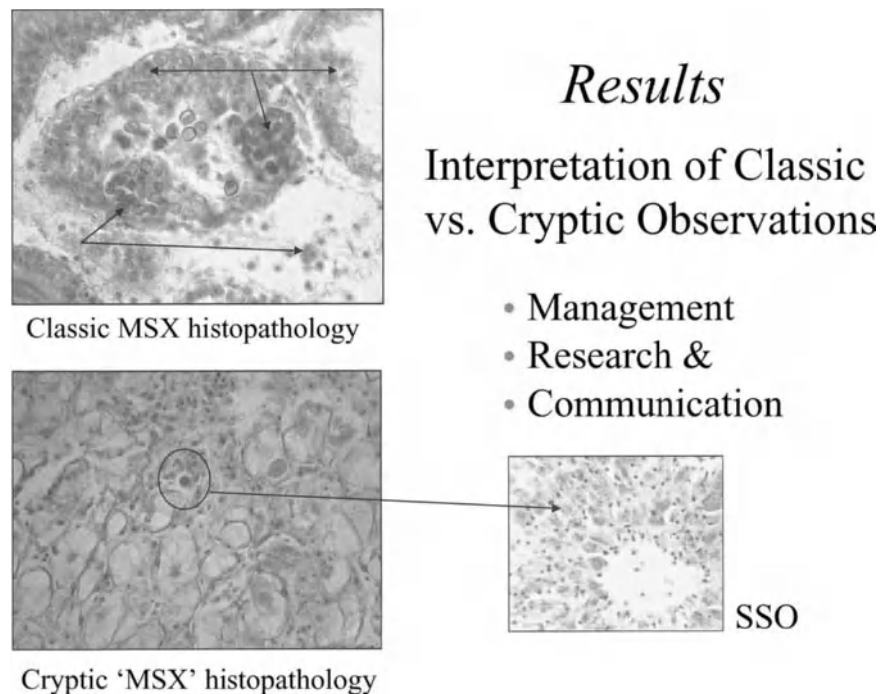 Results
Interpretation of Classic
vs. Cryptic Observations
• Management
• Research &
• Communication
Classic MSX histopathology
Cryptic ‘MSX’ histopathology
SSO